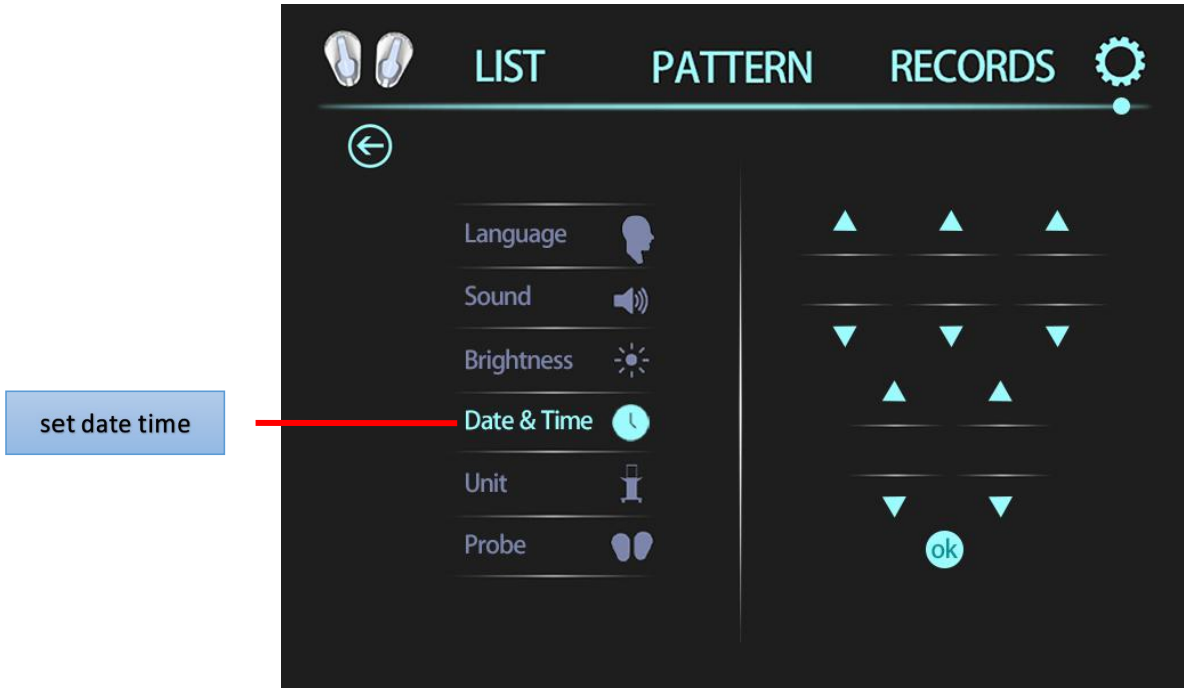 LIST PATTERN RECORDS
Language
Sound
Brightness
set date time
Date & Time
Unit
Probe
ok